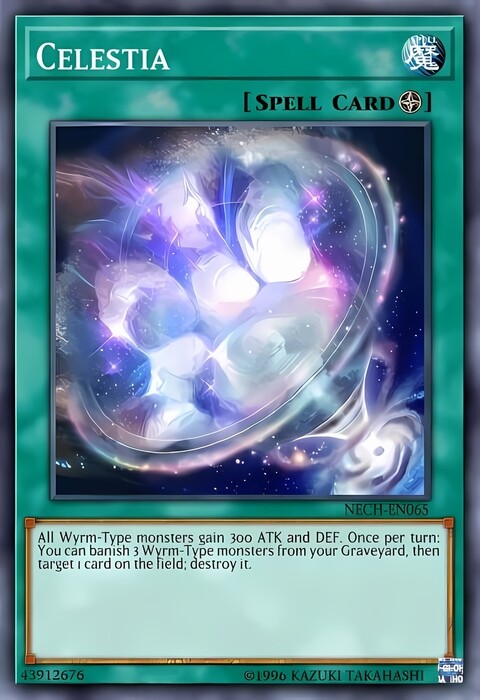 Celestia
[Spell Card]
NECH-EN065
All Wyrm-Type monsters gain 300 ATK and DEF. Once per turn:
You can banish 3 Wyrm-Type monsters from your Graveyard, then
target 1 card on the field; destroy it.
43912676
©1996 KAZUKI TAKAHASHI